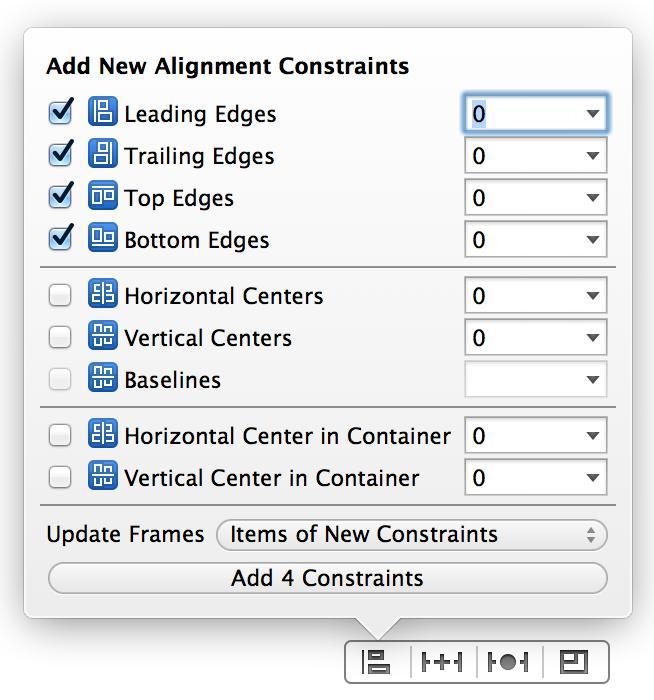 Add New Alignment Constraints
Leading Edges 0
Trailing Edges 0
Top Edges 0
Bottom Edges 0
Horizontal Centers 0
Vertical Centers 0
Baselines
Horizontal Center in Container 0
Vertical Center in Container 0
Update Frames Items of New Constraints
Add 4 Constraints